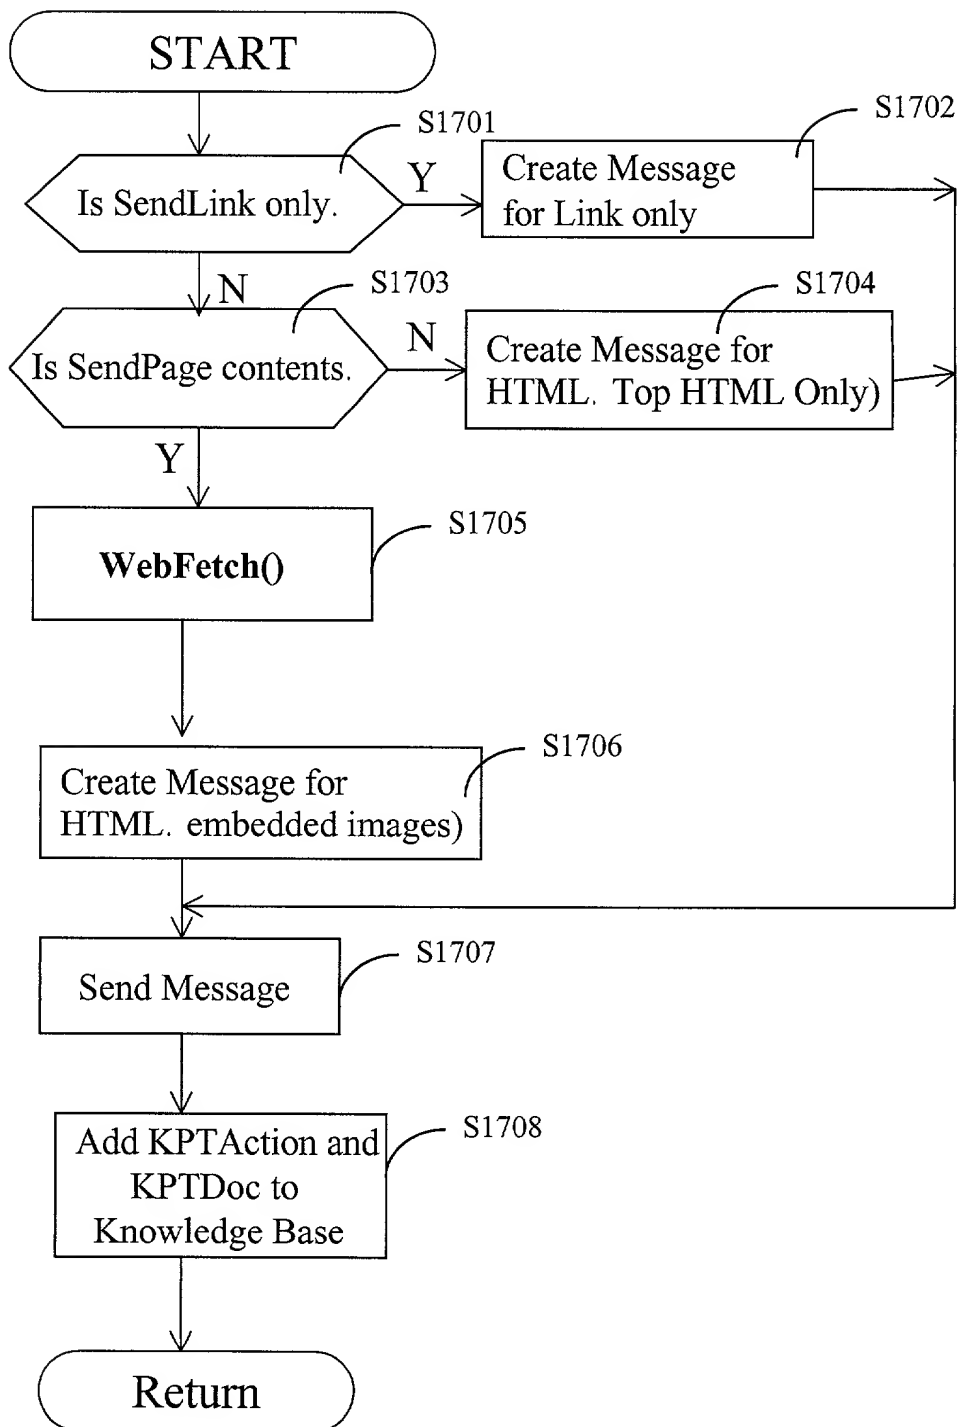 START
S1701
S1702
Is SendLink only.
Y
Create Message
for Link only
N
S1703
S1704
Is SendPage contents.
N
Create Message for
HTML. Top HTML Only)
Y
S1705
WebFetch()
S1706
Create Message for
HTML. embedded images)
S1707
Send Message
S1708
Add KPTAction and
KPTDoc to
Knowledge Base
Return